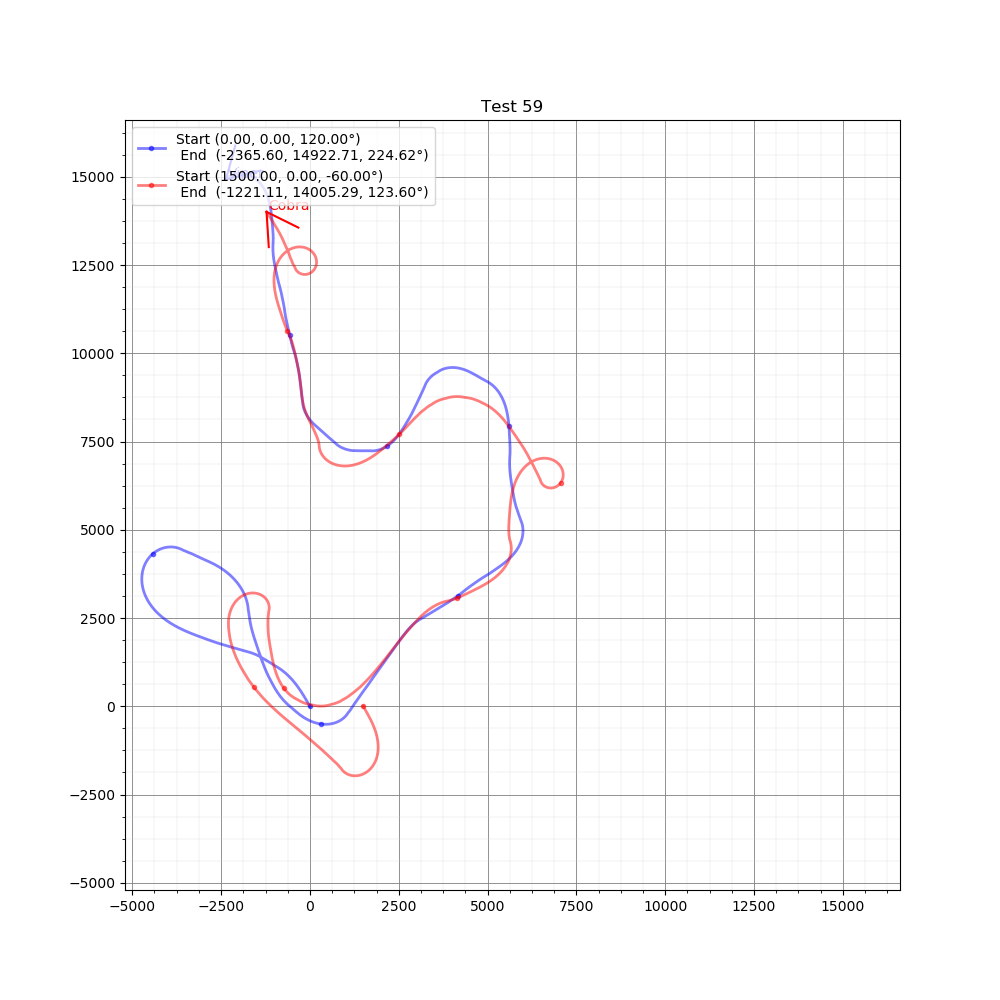 Test 59
Start (0.00, 0.00, 120.00°)
End (-2365.60, 14922.71, 224.62°)
Start (1500.00, 0.00, -60.00°)
End (-1221.11, 14005.29, 123.60°)
Cobra
15000
12500
10000
7500
5000
2500
0
−2500
−5000
−5000 −2500 0 2500 5000 7500 10000 12500 15000